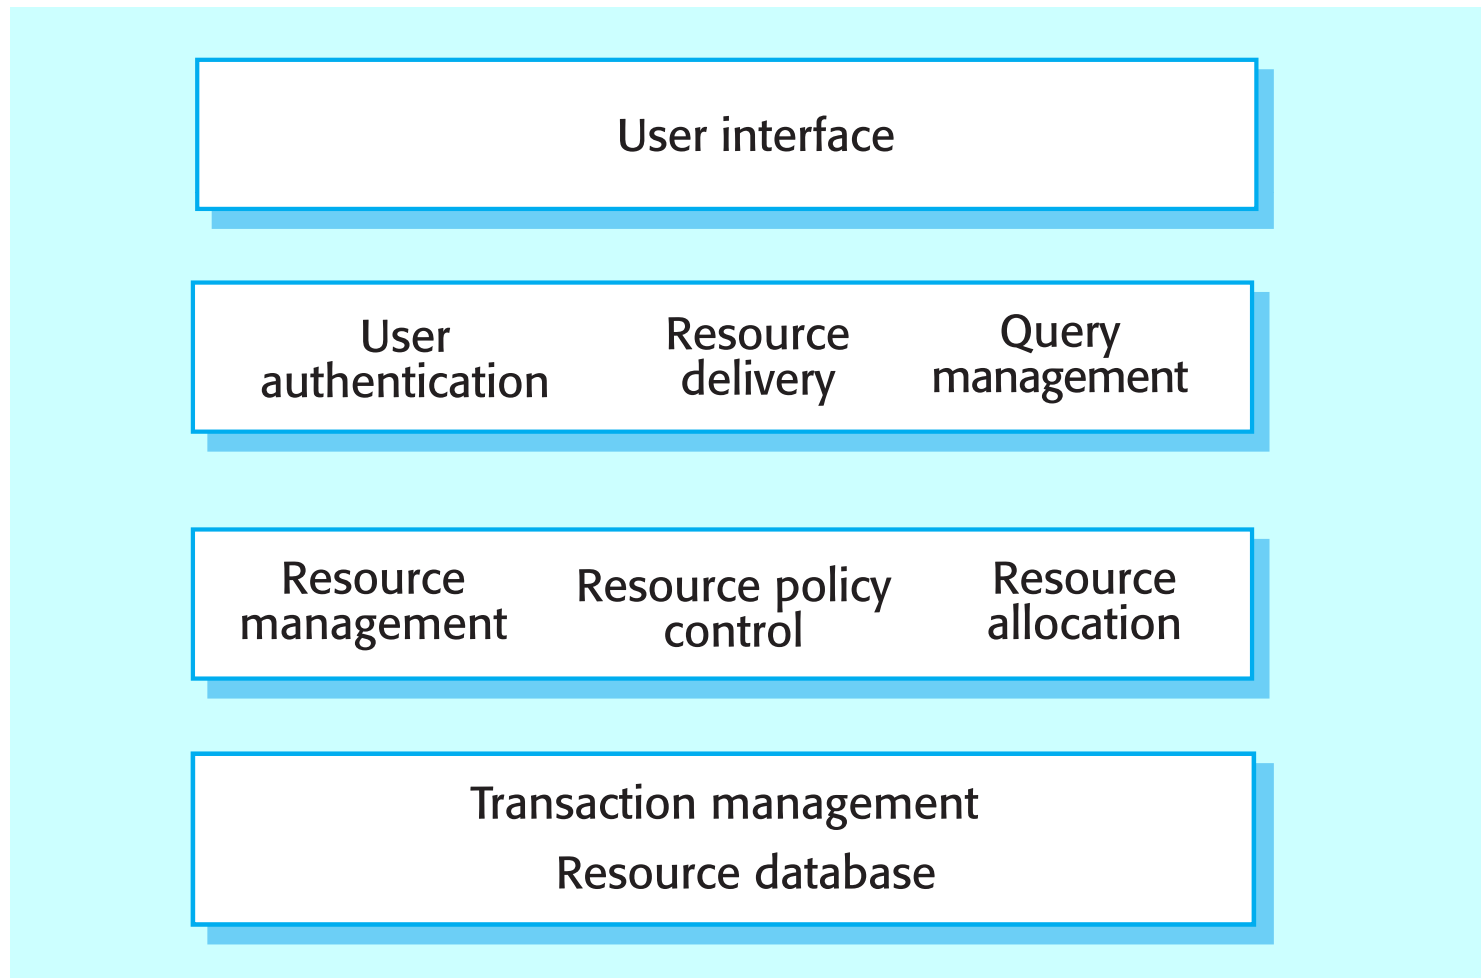 User interface
User
authentication
Resource
delivery
Query
management
Resource
management
Resource policy
control
Resource
allocation
Transaction management
Resource database